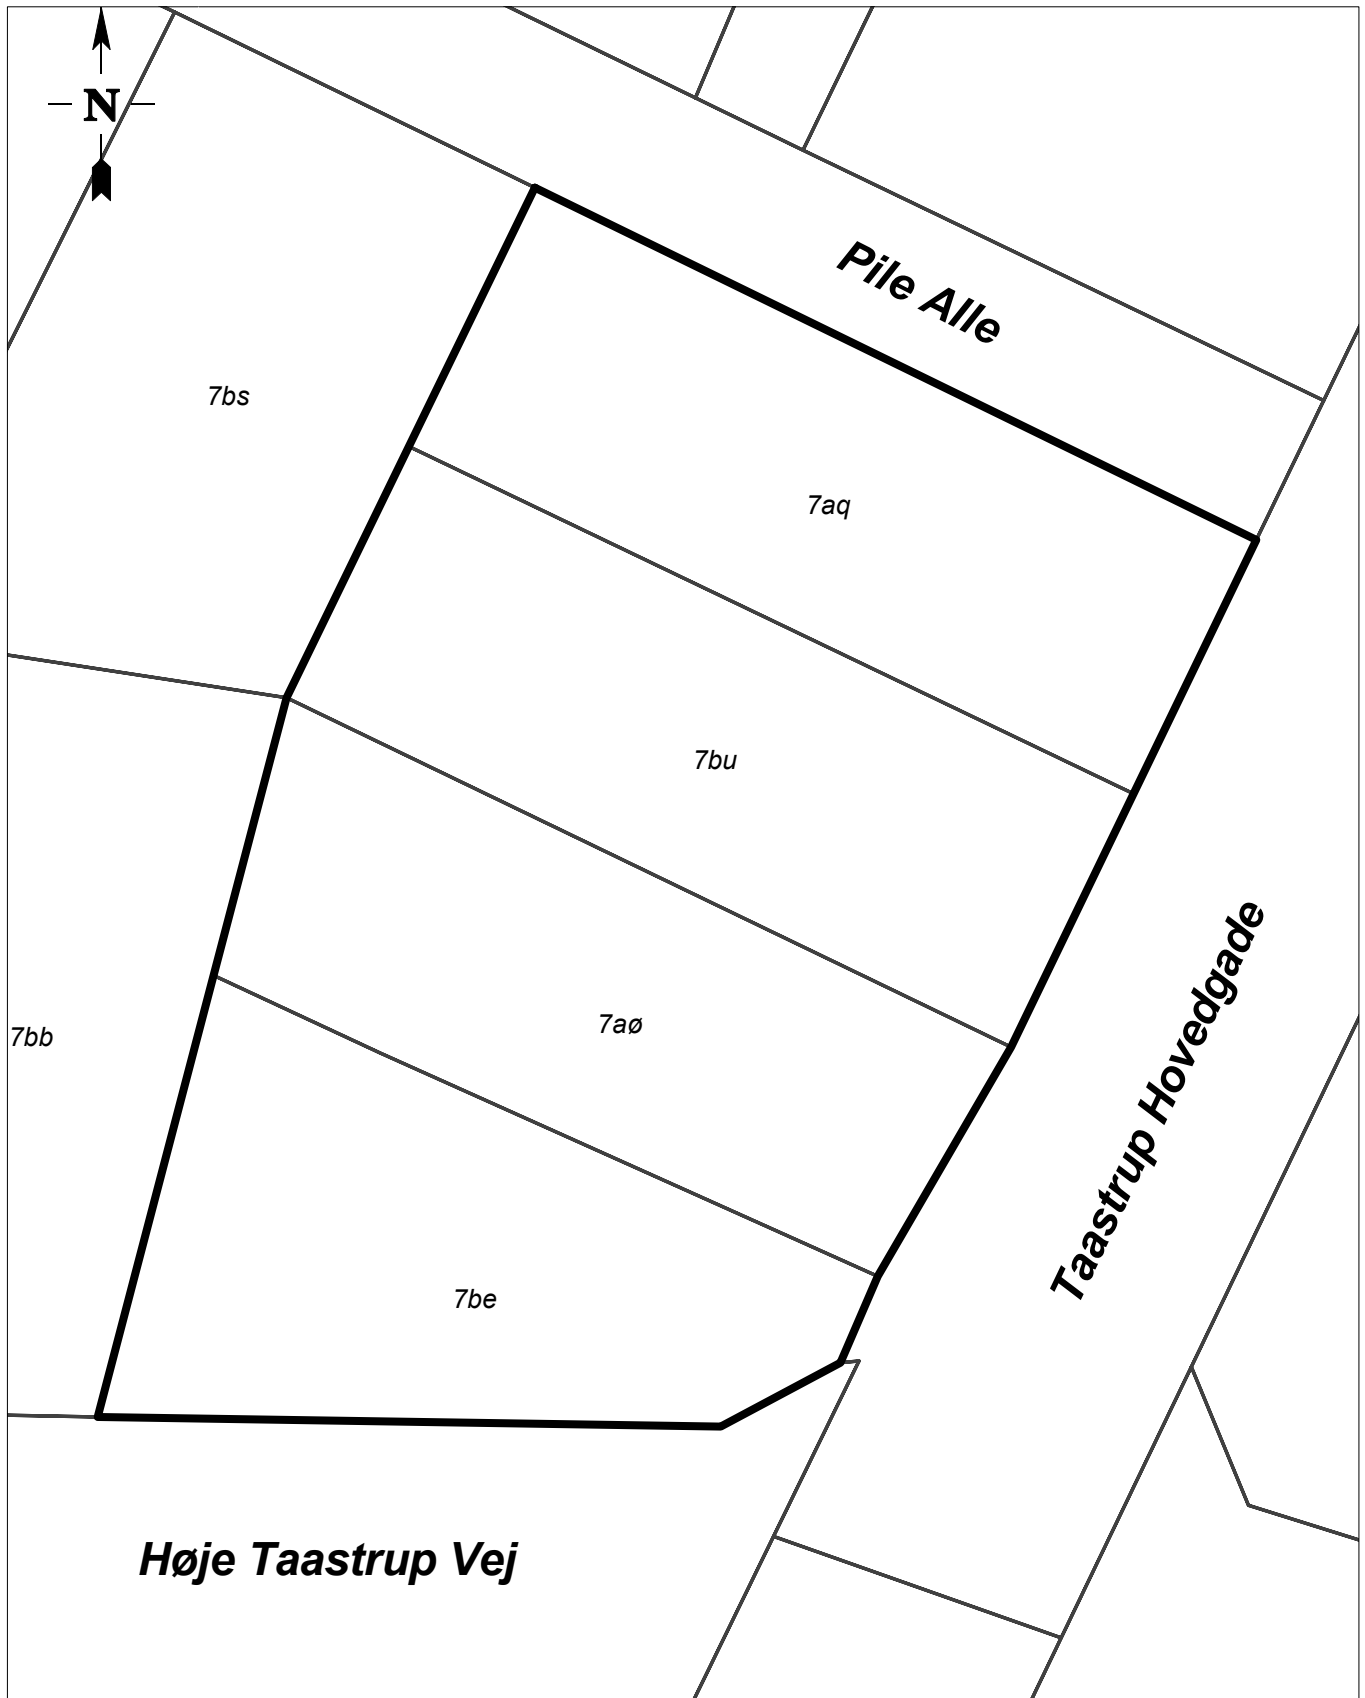 N
Pile Alle
7bs
7aq
7bu
Taastrup Hovedgade
7aø
7bb
7be
Høje Taastrup Vej